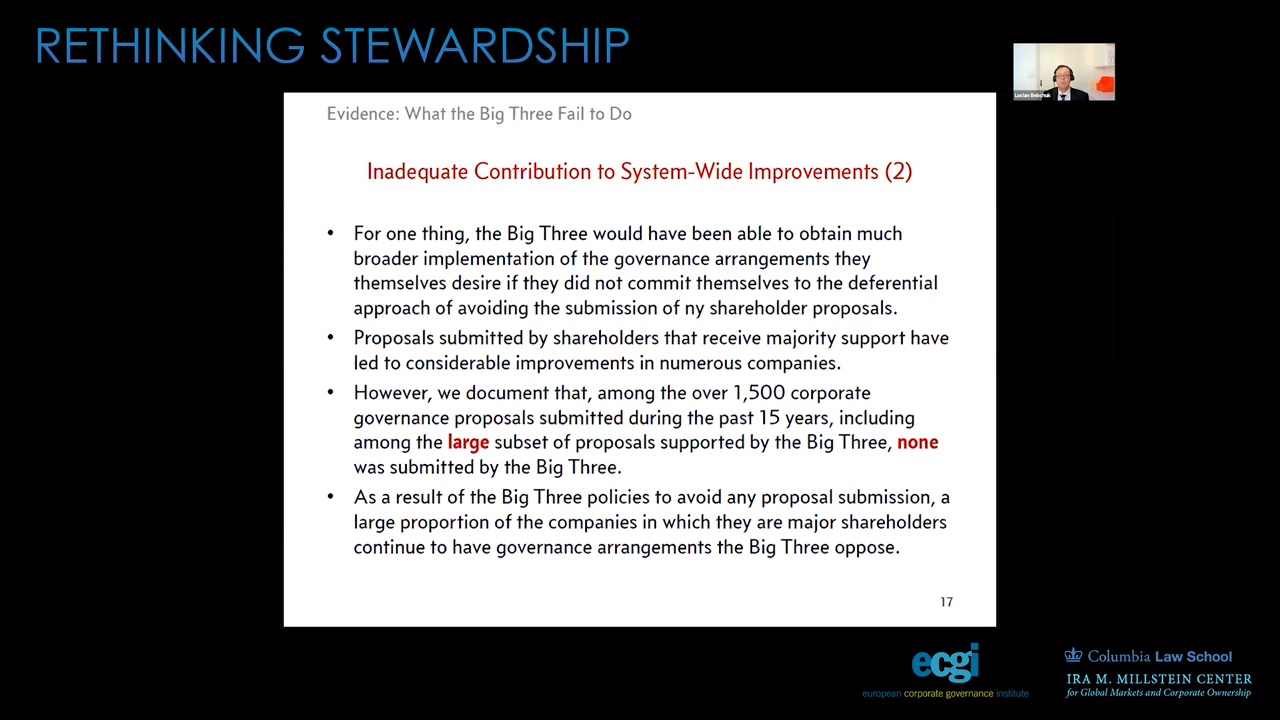 RETHINKING STEWARDSHIP
Lucian Bebchuk
Evidence: What the Big Three Fail to Do
Inadequate Contribution to System-Wide Improvements (2)
• For one thing, the Big Three would have been able to obtain much
broader implementation of the governance arrangements they
themselves desire if they did not commit themselves to the deferential
approach of avoiding the submission of ny shareholder proposals.
• Proposals submitted by shareholders that receive majority support have
led to considerable improvements in numerous companies.
• However, we document that, among the over 1,500 corporate
governance proposals submitted during the past 15 years, including
among the large subset of proposals supported by the Big Three, none
was submitted by the Big Three.
• As a result of the Big Three policies to avoid any proposal submission, a
large proportion of the companies in which they are major shareholders
continue to have governance arrangements the Big Three oppose.
17
ecgi
european corporate governance institute
Columbia Law School
IRA M. MILLSTEIN CENTER
for Global Markets and Corporate Ownership